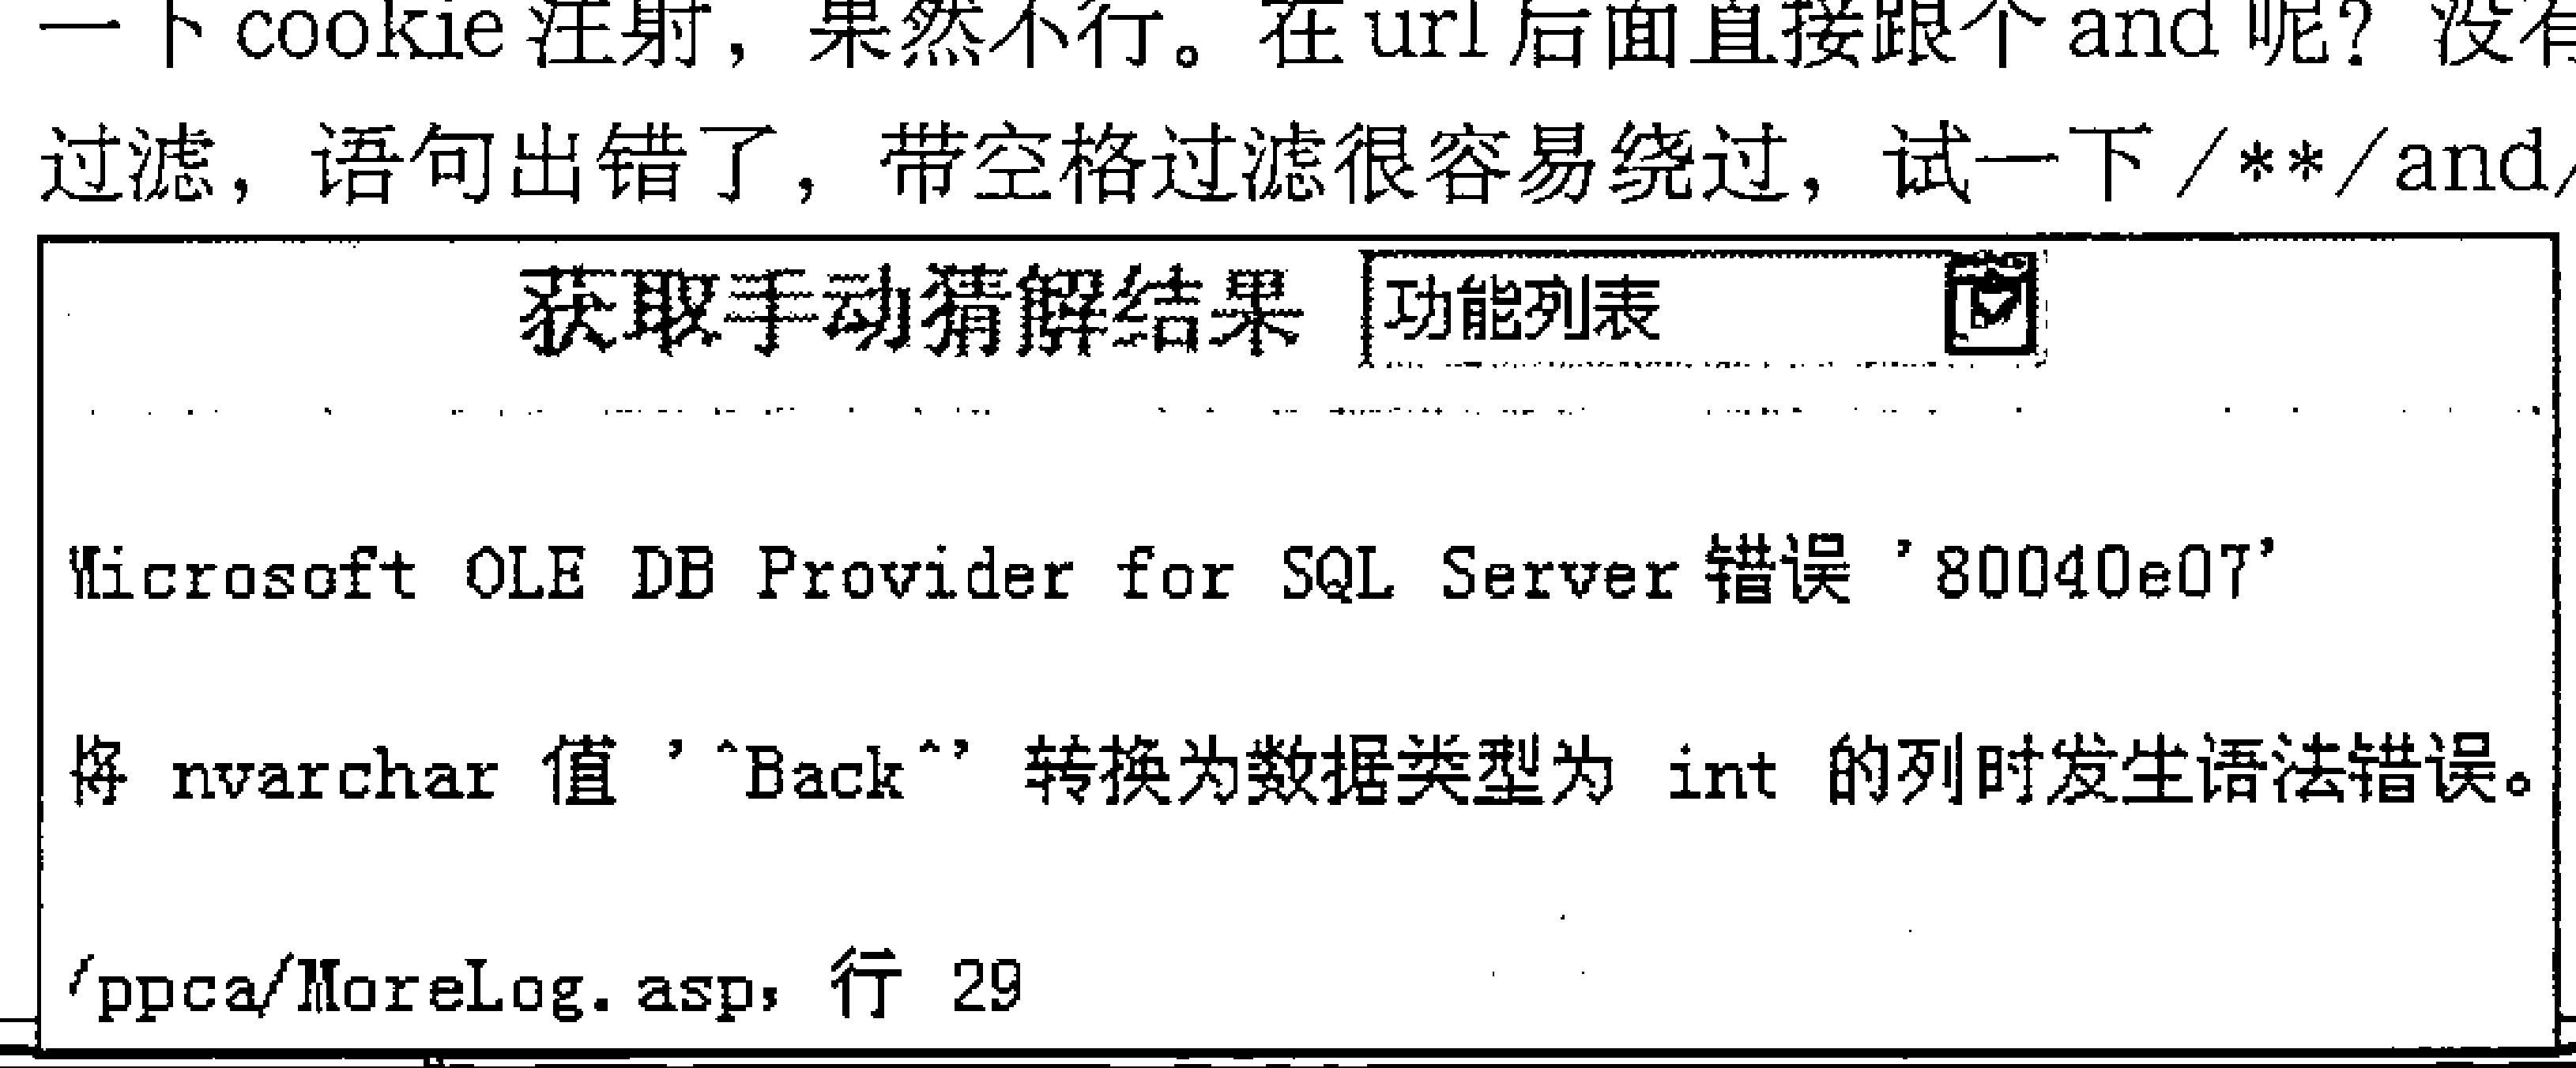 一下cookie注射，果然不行。在url后面直接跟个and呢？没有
过滤，语句出错了，带空格过滤很容易绕过，试一下/**/and/
获取手动猜解结果 功能列表
Microsoft OLE DB Provider for SQL Server 错误 '80040e07'
将 nvarchar 值 '^Back^' 转换为数据类型为 int 的列时发生语法错误。
/ppca/MoreLog.asp，行 29